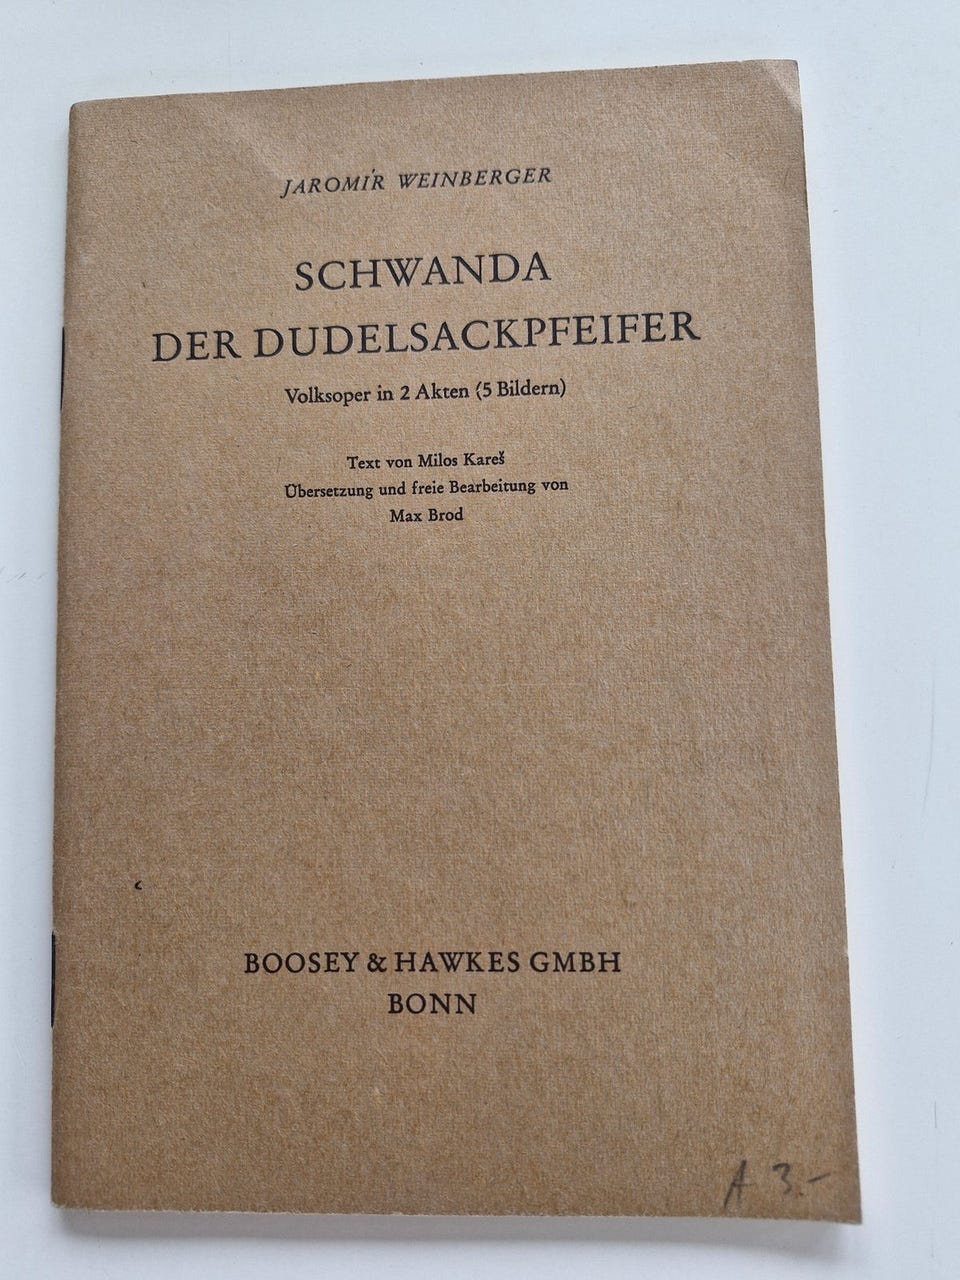 JAROMÍR WEINBERGER
SCHWANDA
DER DUDELSACKPFEIFER
Volksoper in 2 Akten (5 Bildern)
Text von Milos Kareš
Übersetzung und freie Bearbeitung von
Max Brod
BOOSEY & HAWKES GMBH
BONN
A 3.-